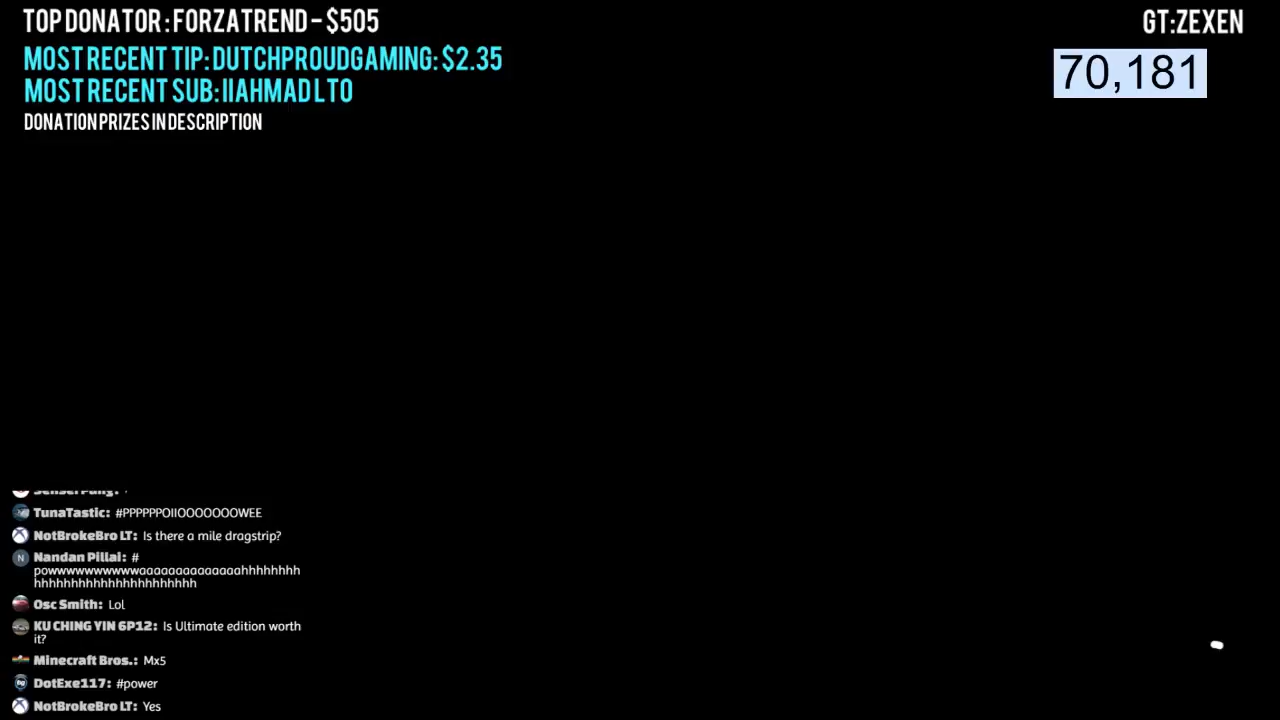 TOP DONATOR : FORZATREND - $505
GT:ZEXEN
MOST RECENT TIP: DUTCHPROUDGAMING: $2.35
70,181
MOST RECENT SUB: IIAHMAD LTO
DONATION PRIZES IN DESCRIPTION
TunaTastic: #PPPPPPOIIOOOOOOOWEE
NotBrokeBro LT: Is there a mile dragstrip?
N Nandan Pillai: #
powwwwwwwwwwaaaaaaaaaaaaaahhhhhhhh
hhhhhhhhhhhhhhhhhhhhhh
Osc Smith: Lol
KU CHING YIN 6P12: Is Ultimate edition worth
it?
Minecraft Bros.: Mx5
DotExe117: #power
NotBrokeBro LT: Yes